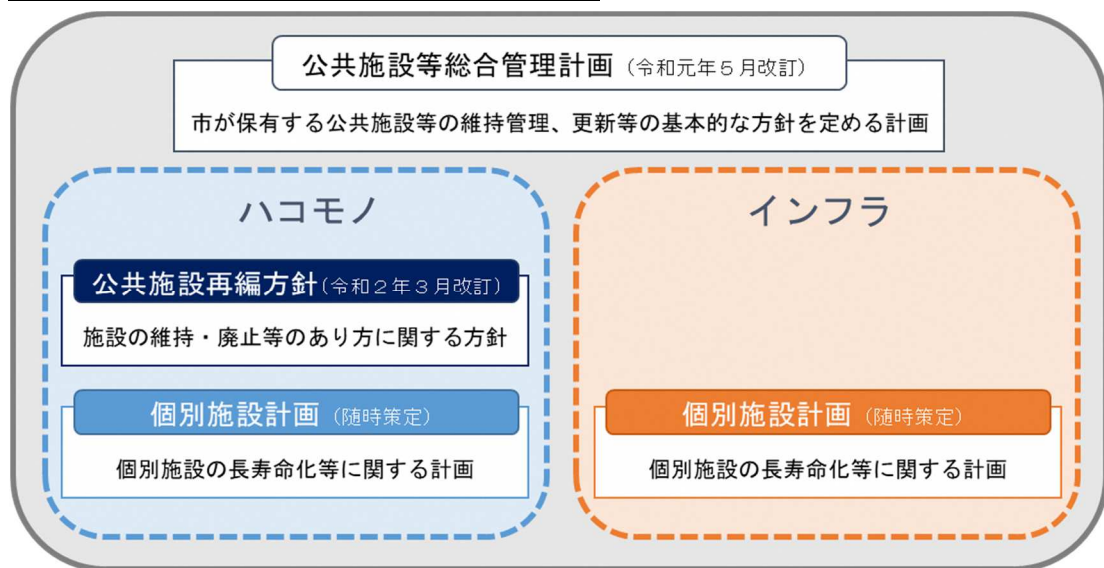 公共施設等総合管理計画（令和元年５月改訂）
市が保有する公共施設等の維持管理、更新等の基本的な方針を定める計画
ハコモノ
公共施設再編方針（令和２年３月改訂）
施設の維持・廃止等のあり方に関する方針
個別施設計画（随時策定）
個別施設の長寿命化等に関する計画
インフラ
個別施設計画（随時策定）
個別施設の長寿命化等に関する計画